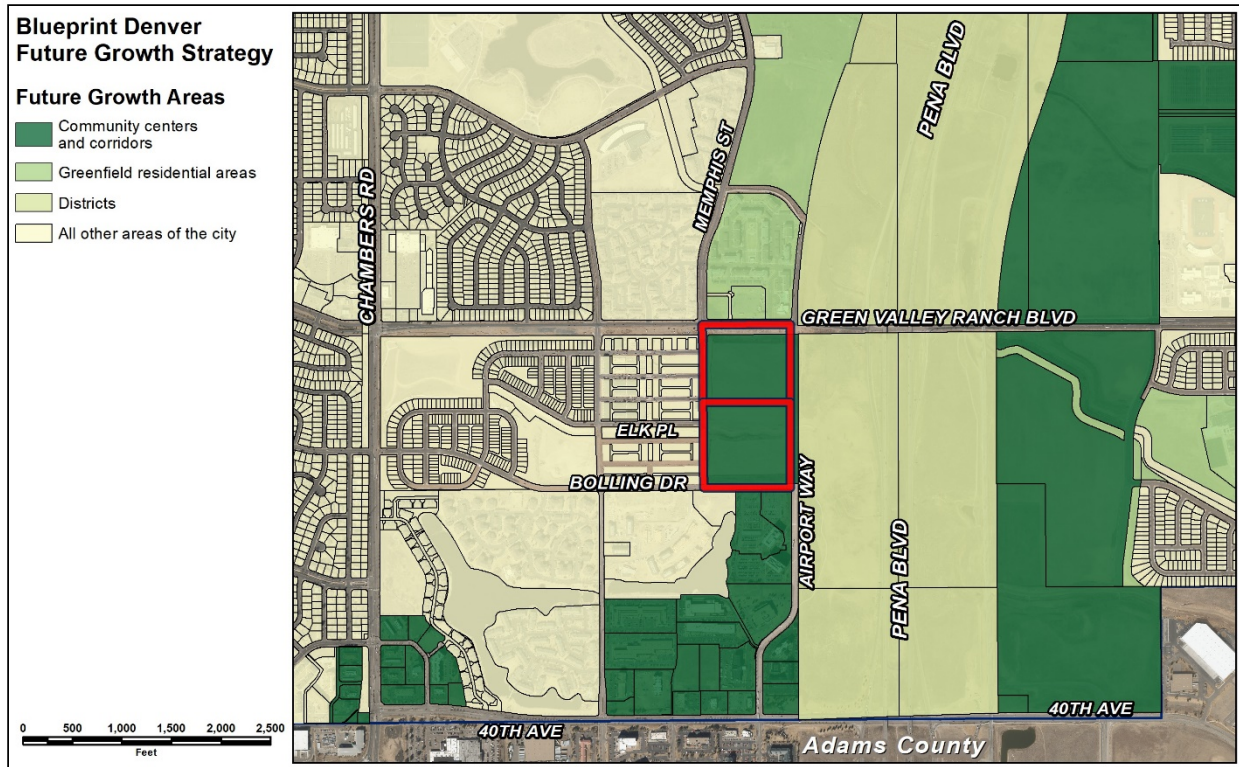 Blueprint Denver
Future Growth Strategy
Future Growth Areas
Community centers
and corridors
Greenfield residential areas
Districts
All other areas of the city
0 500 1,000 1,500 2,000 2,500
Feet
PENA BLVD
MEMPHIS ST
CHAMBERS RD
GREEN VALLEY RANCH BLVD
ELK PL
BOLLING DR
AIRPORT WAY
PENA BLVD
40TH AVE
40TH AVE
Adams County